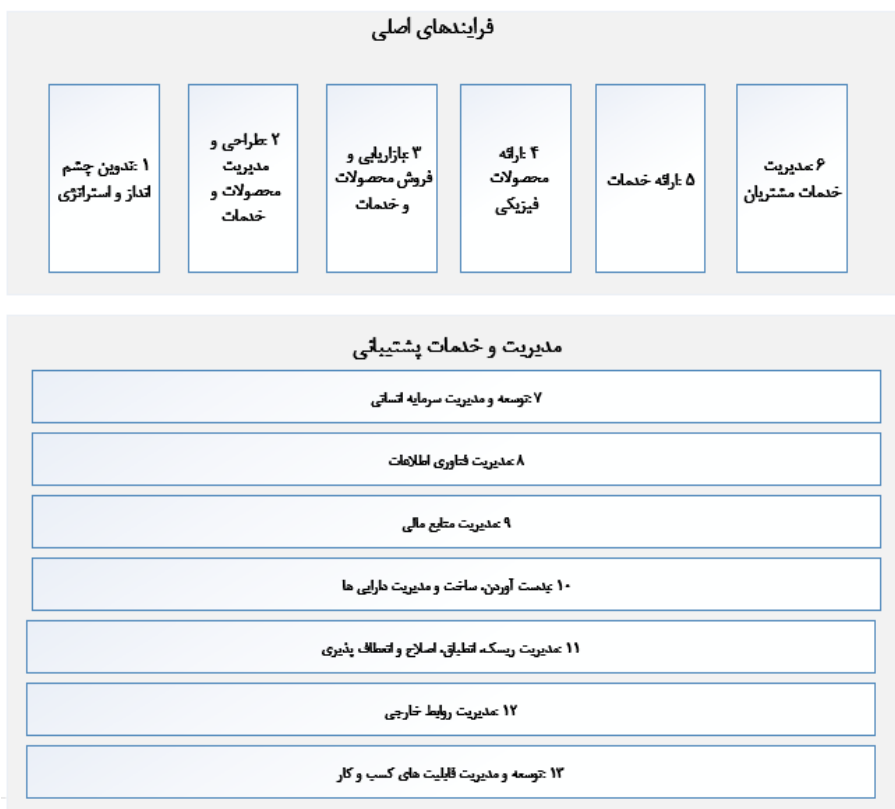 فرایندهای اصلی
۱ :تدوین چشم
انداز و استراتژی
۲ :طراحی و
مدیریت
محصولات و
خدمات
۳ :بازاریابی و
فروش محصولات
و خدمات
۴ :ارائه
محصولات
فیزیکی
۵ :ارائه خدمات
۶ :مدیریت
خدمات مشتریان
مدیریت و خدمات پشتیبانی
۷ :توسعه و مدیریت سرمایه انسانی
۸ :مدیریت فناوری اطلاعات
۹ :مدیریت منابع مالی
۱۰ :بدست آوردن، ساخت و مدیریت دارایی ها
۱۱ :مدیریت ریسک، انطباق، اصلاح و انعطاف پذیری
۱۲ :مدیریت روابط خارجی
۱۳ :توسعه و مدیریت قابلیت های کسب و کار